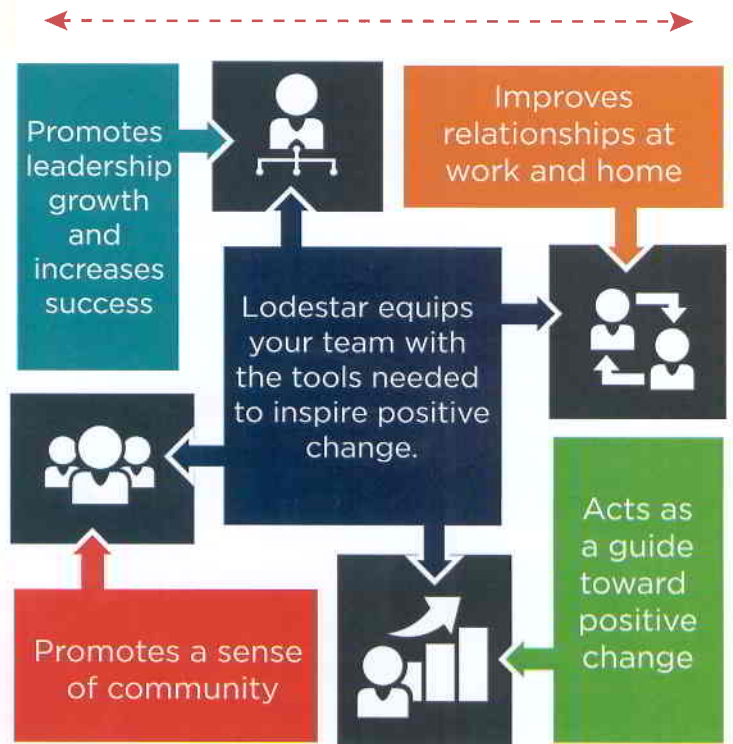 Promotes
leadership
growth
and
increases
success
Improves
relationships at
work and home
Lodestar equips
your team with
the tools needed
to inspire positive
change.
Acts as
a guide
toward
positive
change
Promotes a sense
of community